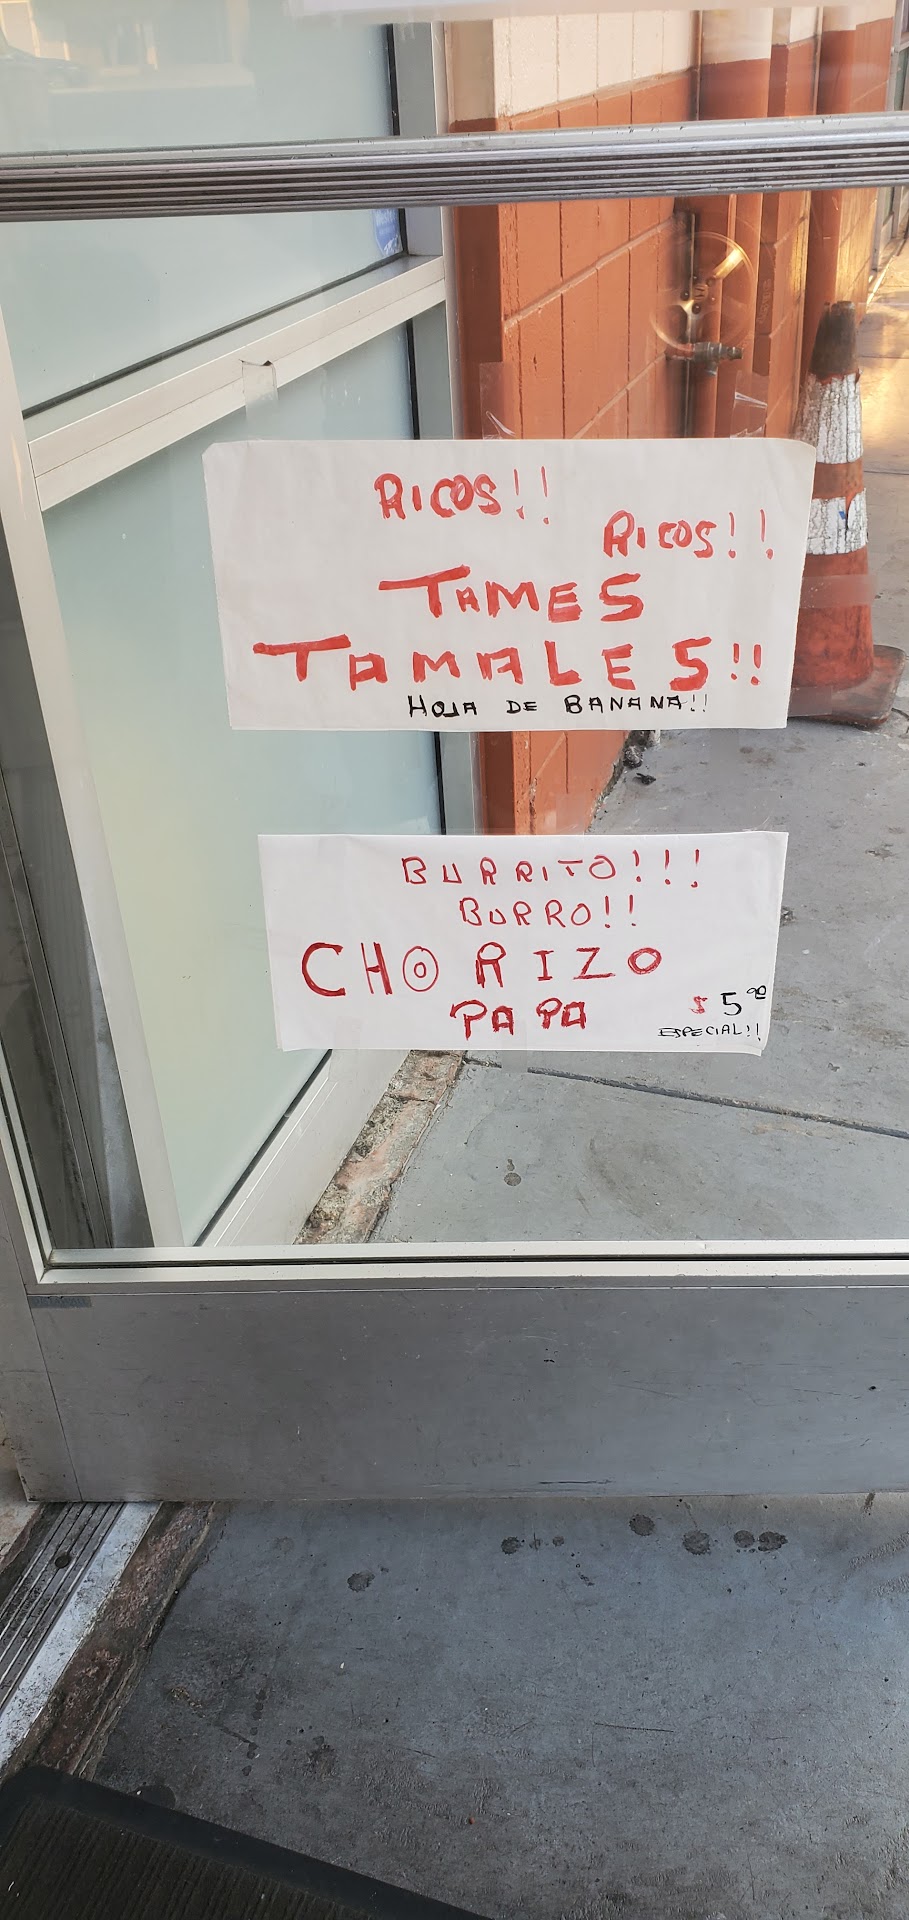 RICOS!!
RICOS!!
TAMES
TAMALES!!
HOJA DE BANANA!!
BURRITO!!!
BURRO!!
CHORIZO
PAPA
$5.00
ESPECIAL!!